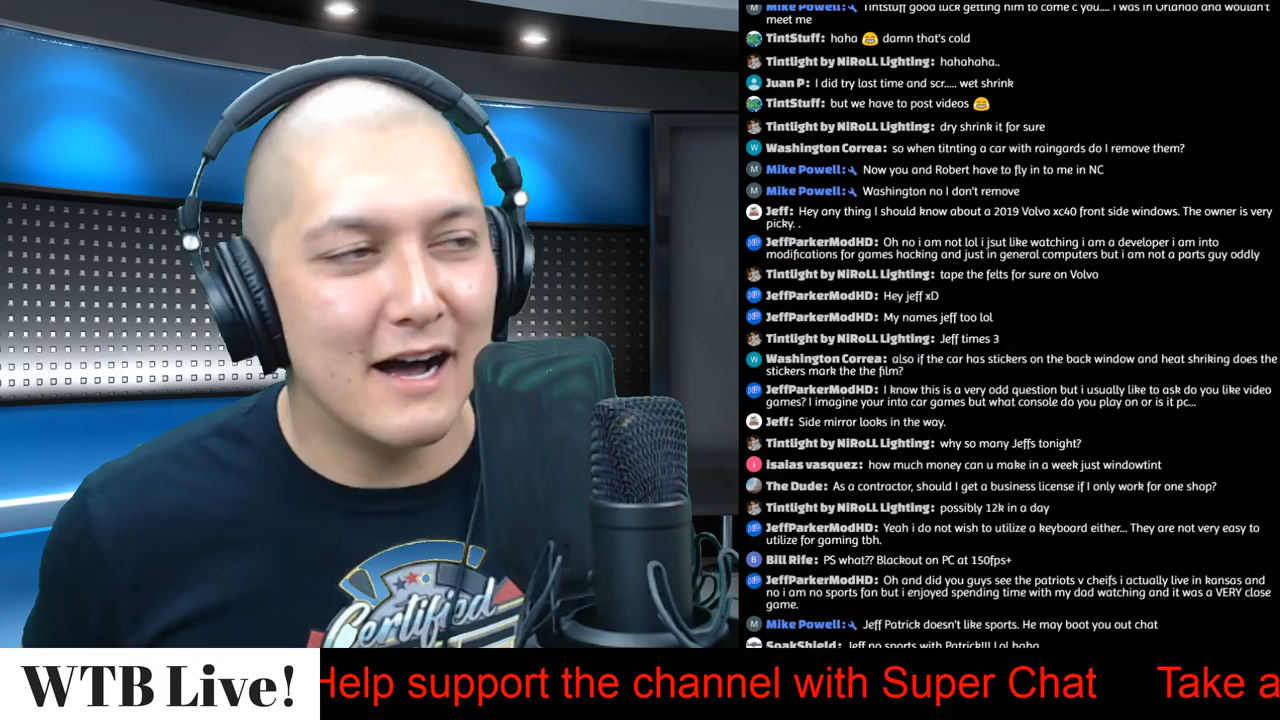 Mike Powell: Tintstuff good luck getting him to come c you.... I was in Orlando and wouldn't
meet me
TintStuff: haha 😂 damn that's cold
Tintlight by NiRoLL Lighting: hahahaha..
Juan P: I did try last time and scr..... wet shrink
TintStuff: but we have to post videos 😂
Tintlight by NiRoLL Lighting: dry shrink it for sure
Washington Correa: so when titnting a car with raingards do I remove them?
Mike Powell: Now you and Robert have to fly in to me in NC
Mike Powell: Washington no I don't remove
Jeff: Hey any thing I should know about a 2019 Volvo xc40 front side windows. The owner is very
picky. .
JeffParkerModHD: Oh no i am not lol i jsut like watching i am a developer i am into
modifications for games hacking and just in general computers but i am not a parts guy oddly
Tintlight by NiRoLL Lighting: tape the felts for sure on Volvo
JeffParkerModHD: Hey jeff xD
JeffParkerModHD: My names jeff too lol
Tintlight by NiRoLL Lighting: Jeff times 3
Washington Correa: also if the car has stickers on the back window and heat shriking does the
stickers mark the the film?
JeffParkerModHD: I know this is a very odd question but i usually like to ask do you like video
games? I imagine your into car games but what console do you play on or is it pc...
Jeff: Side mirror looks in the way.
Tintlight by NiRoLL Lighting: why so many Jeffs tonight?
isaias vasquez: how much money can u make in a week just windowtint
The Dude: As a contractor, should I get a business license if I only work for one shop?
Tintlight by NiRoLL Lighting: possibly 12k in a day
JeffParkerModHD: Yeah i do not wish to utilize a keyboard either... They are not very easy to
utilize for gaming tbh.
Bill Rife: PS what?? Blackout on PC at 150fps+
JeffParkerModHD: Oh and did you guys see the patriots v cheifs i actually live in kansas and
no i am no sports fan but i enjoyed spending time with my dad watching and it was a VERY close
game.
Mike Powell: Jeff Patrick doesn't like sports. He may boot you out chat
SoakShield: Jeff no sports with Patrick!!! Lol haha
Certified
WTB Live!
Help support the channel with Super Chat Take a